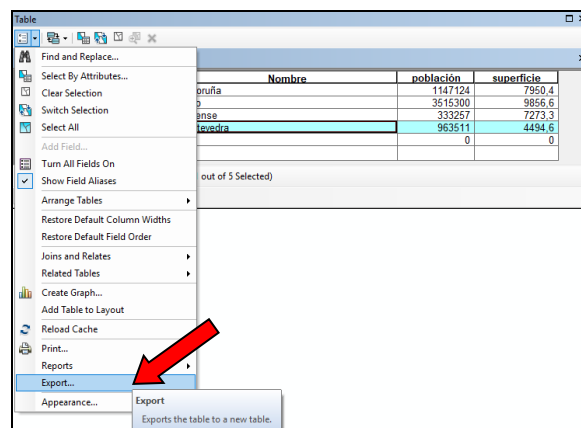 Table
Find and Replace...
Select By Attributes...
Clear Selection
Switch Selection
Select All
Add Field...
Turn All Fields On
Show Field Aliases
Arrange Tables
Restore Default Column Widths
Restore Default Field Order
Joins and Relates
Related Tables
Create Graph...
Add Table to Layout
Reload Cache
Print...
Reports
Export...
Appearance...
Nombre población superficie
oruña 1147124 7950,4
o 3515300 9856,6
ense 333257 7273,3
tevedra 963511 4494,6
0 0
out of 5 Selected)
Export
Exports the table to a new table.